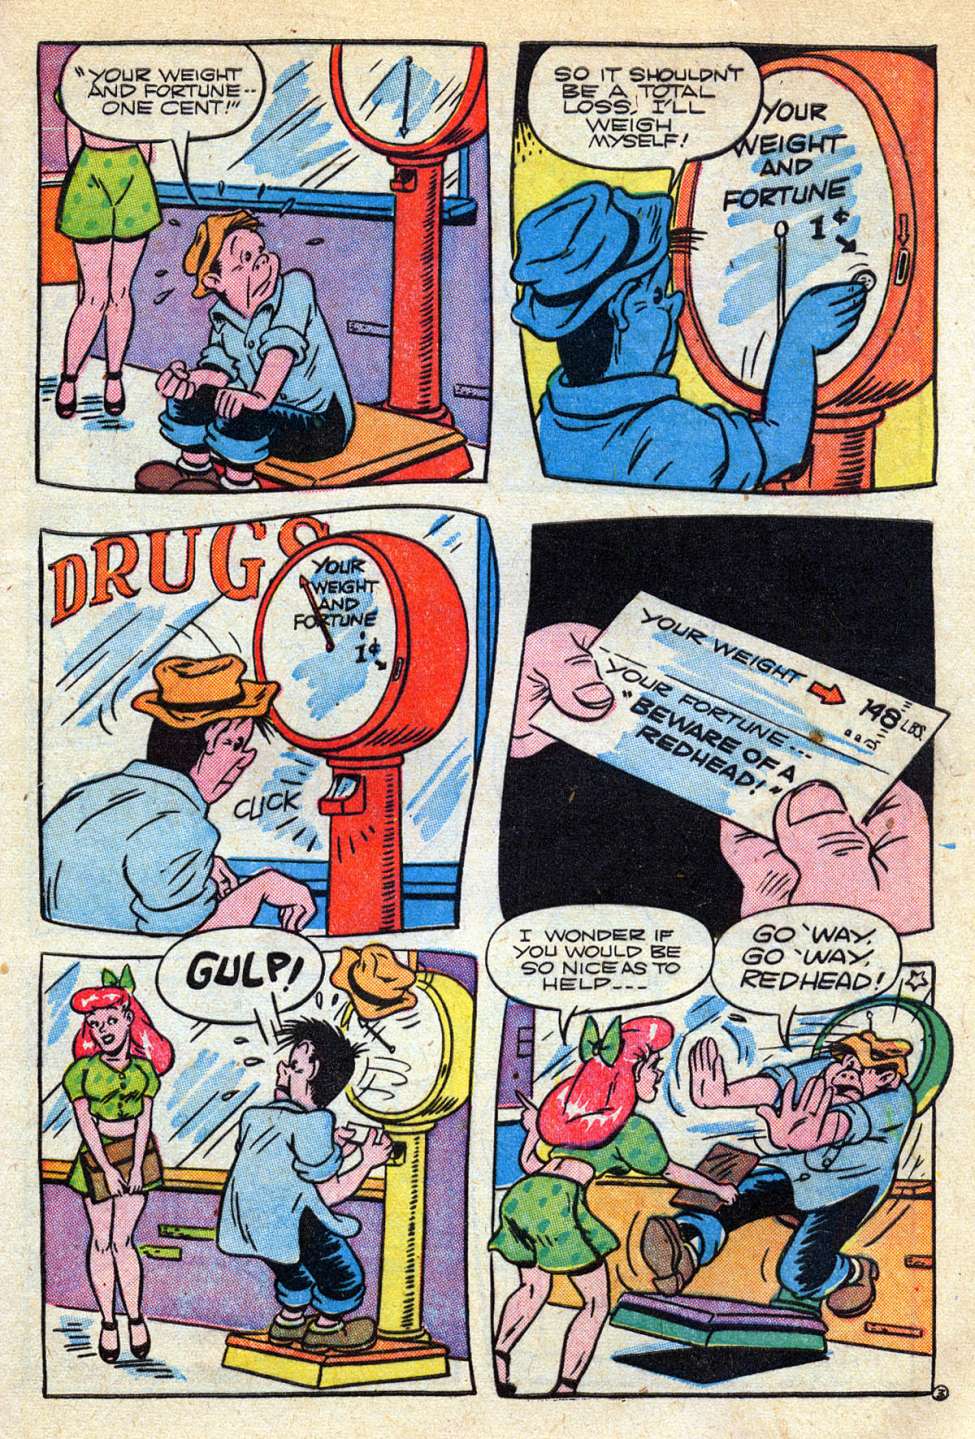 "YOUR WEIGHT
AND FORTUNE--
ONE CENT!"
SO IT SHOULDN'T
BE A TOTAL
LOSS, I'LL
WEIGH
MYSELF!
YOUR
WEIGHT
AND
FORTUNE
1¢
DRUGS
YOUR
WEIGHT
AND
FORTUNE
1¢
CLICK
YOUR WEIGHT 148 LBS.
YOUR FORTUNE...
"BEWARE OF A
REDHEAD!"
GULP!
I WONDER IF
YOU WOULD BE
SO NICE AS TO
HELP---
GO 'WAY,
GO 'WAY,
REDHEAD!
3